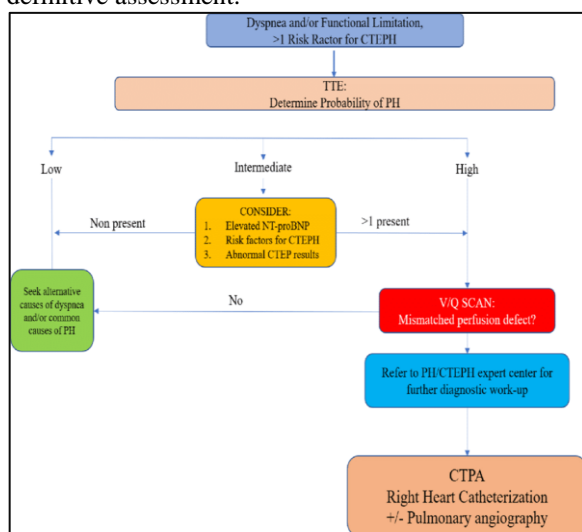 definitive assessment.
Dyspnea and/or Functional Limitation,
>1 Risk Ractor for CTEPH
TTE:
Determine Probability of PH
Low
Intermediate
High
CONSIDER:
1. Elevated NT-proBNP
2. Risk factors for CTEPH
3. Abnormal CTEP results
Non present
>1 present
Seek alternative
causes of dyspnea
and/or common
causes of PH
No
V/Q SCAN:
Mismatched perfusion defect?
Refer to PH/CTEPH expert center for
further diagnostic work-up
CTPA
Right Heart Catheterization
+/- Pulmonary angiography